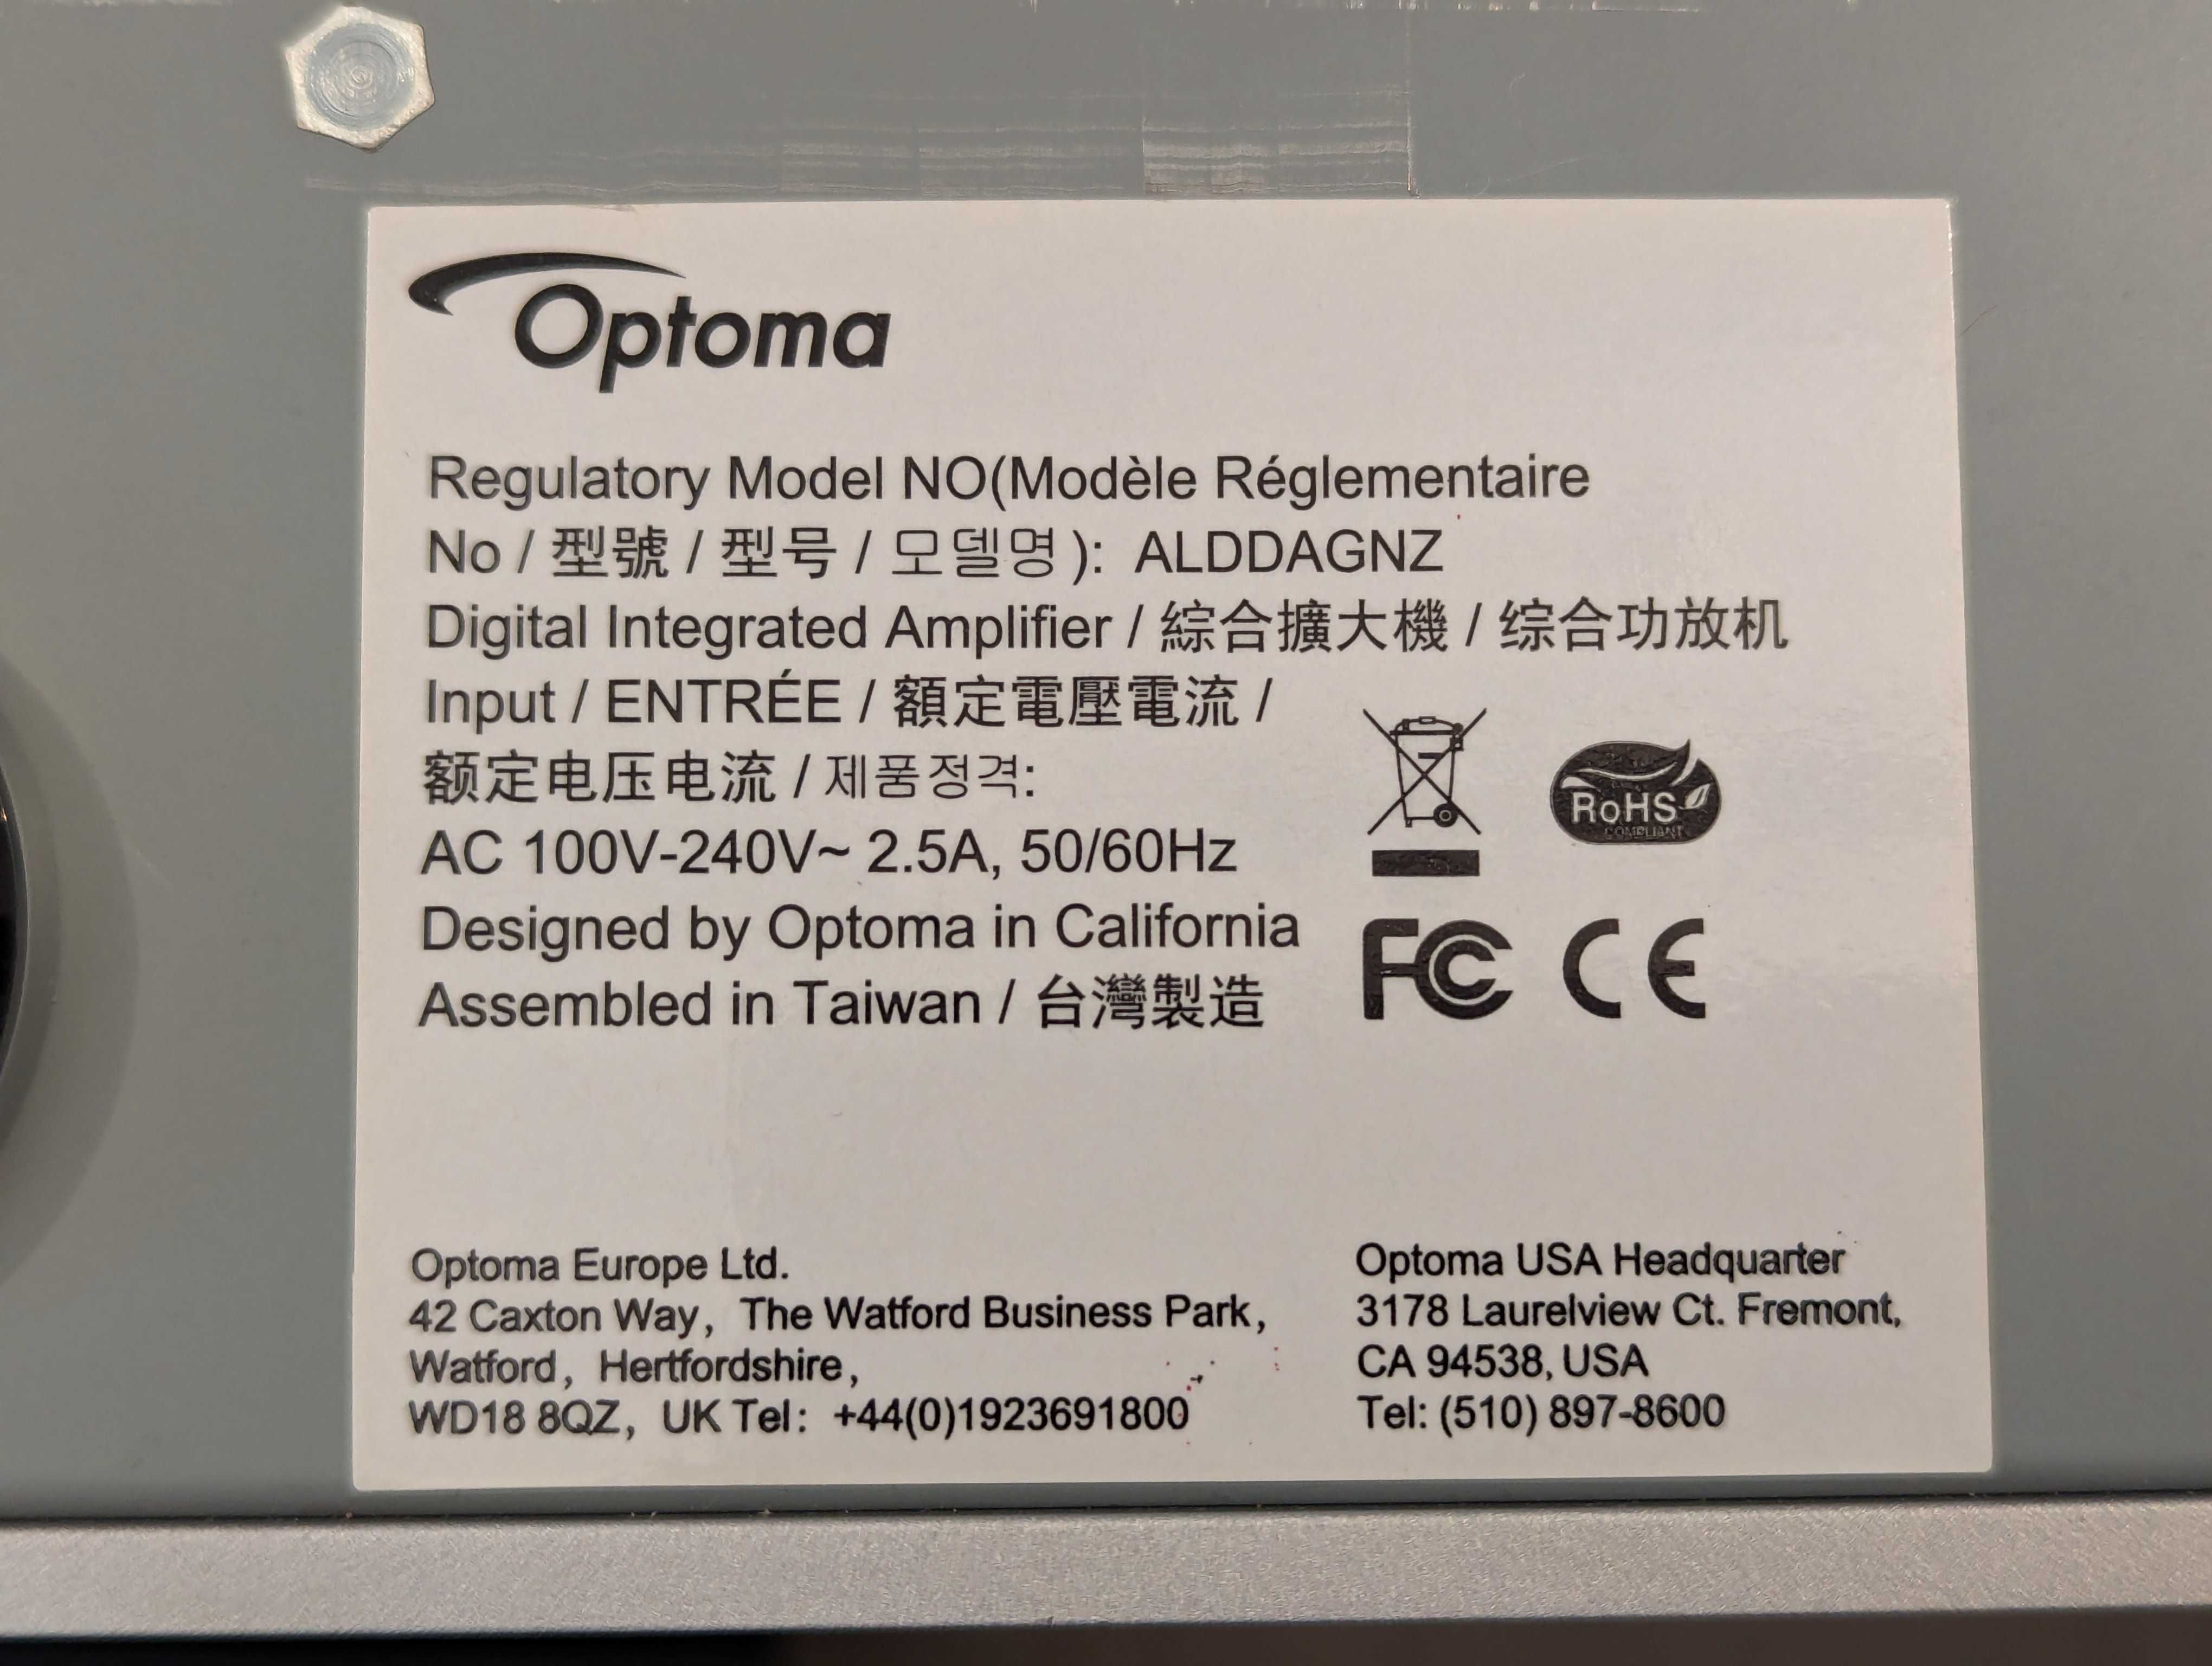 Optoma
Regulatory Model NO(Modèle Réglementaire
No / 型號 / 型号 / 모델명 ): ALDDAGNZ
Digital Integrated Amplifier / 綜合擴大機 / 综合功放机
Input / ENTRÉE / 額定電壓電流 /
额定电压电流 / 제품정격:
AC 100V-240V~ 2.5A, 50/60Hz
Designed by Optoma in California
Assembled in Taiwan / 台灣製造
RoHS
COMPLIANT
FC CE
Optoma Europe Ltd.
42 Caxton Way, The Watford Business Park,
Watford, Hertfordshire,
WD18 8QZ, UK Tel: +44(0)1923691800
Optoma USA Headquarter
3178 Laurelview Ct. Fremont,
CA 94538, USA
Tel: (510) 897-8600